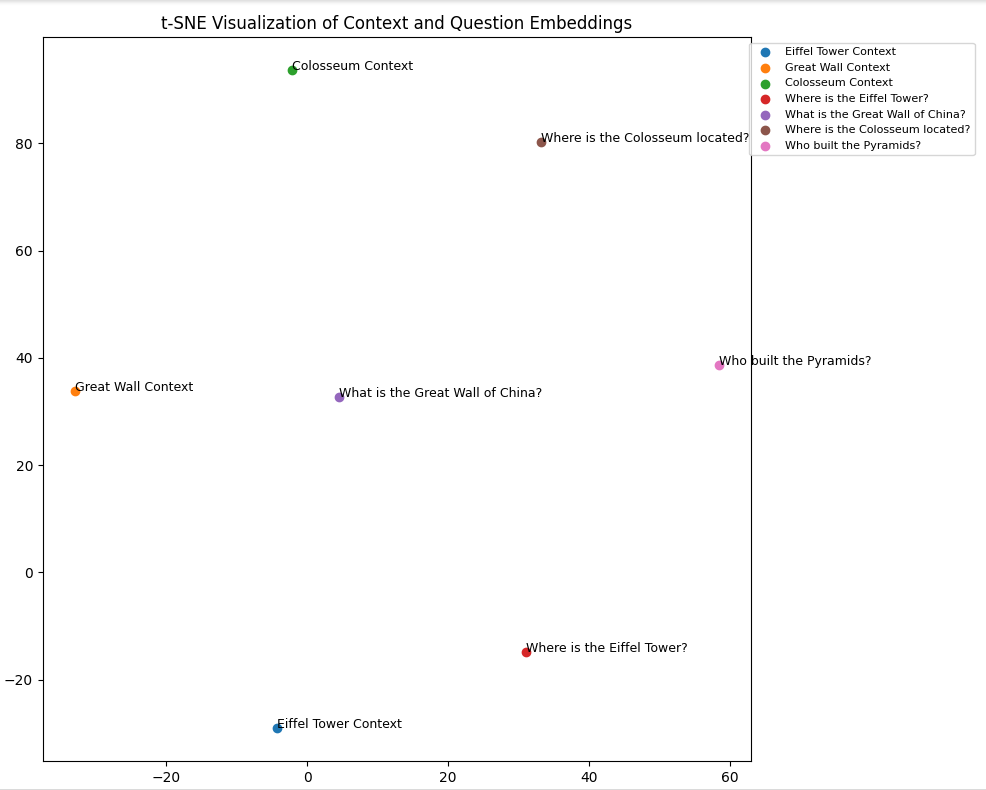 t-SNE Visualization of Context and Question Embeddings
Eiffel Tower Context
Great Wall Context
Colosseum Context
Where is the Eiffel Tower?
What is the Great Wall of China?
Where is the Colosseum located?
Who built the Pyramids?
Colosseum Context
Where is the Colosseum located?
Who built the Pyramids?
Great Wall Context
What is the Great Wall of China?
Where is the Eiffel Tower?
Eiffel Tower Context
80
60
40
20
0
−20
−20
0
20
40
60